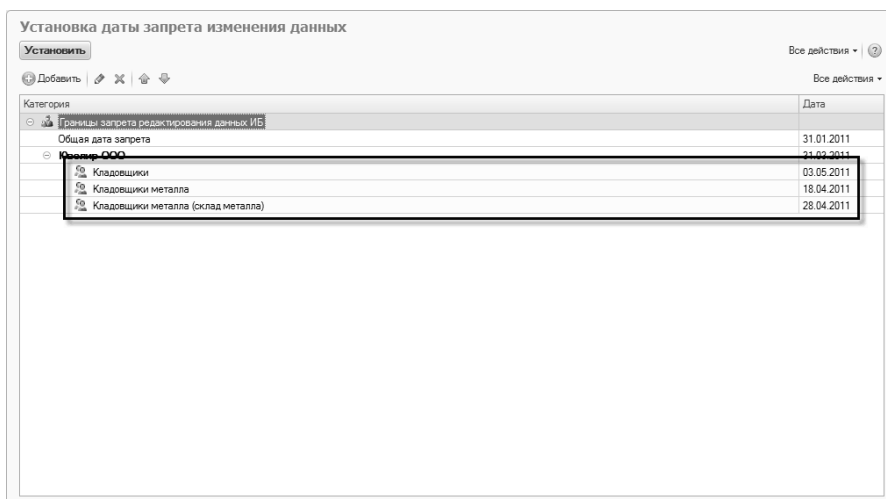 Установка даты запрета изменения данных
Установить Все действия ?
Добавить Все действия
Категория Дата
Границы запрета редактирования данных ИБ
Общая дата запрета 31.01.2011
Ювелир ООО 31.03.2011
Кладовщики 03.05.2011
Кладовщики металла 18.04.2011
Кладовщики металла (склад металла) 28.04.2011